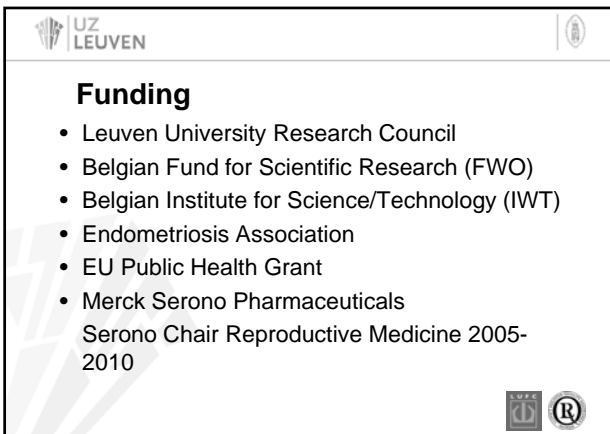 UZ
LEUVEN
Funding
• Leuven University Research Council
• Belgian Fund for Scientific Research (FWO)
• Belgian Institute for Science/Technology (IWT)
• Endometriosis Association
• EU Public Health Grant
• Merck Serono Pharmaceuticals
Serono Chair Reproductive Medicine 2005-
2010
LUFC
R